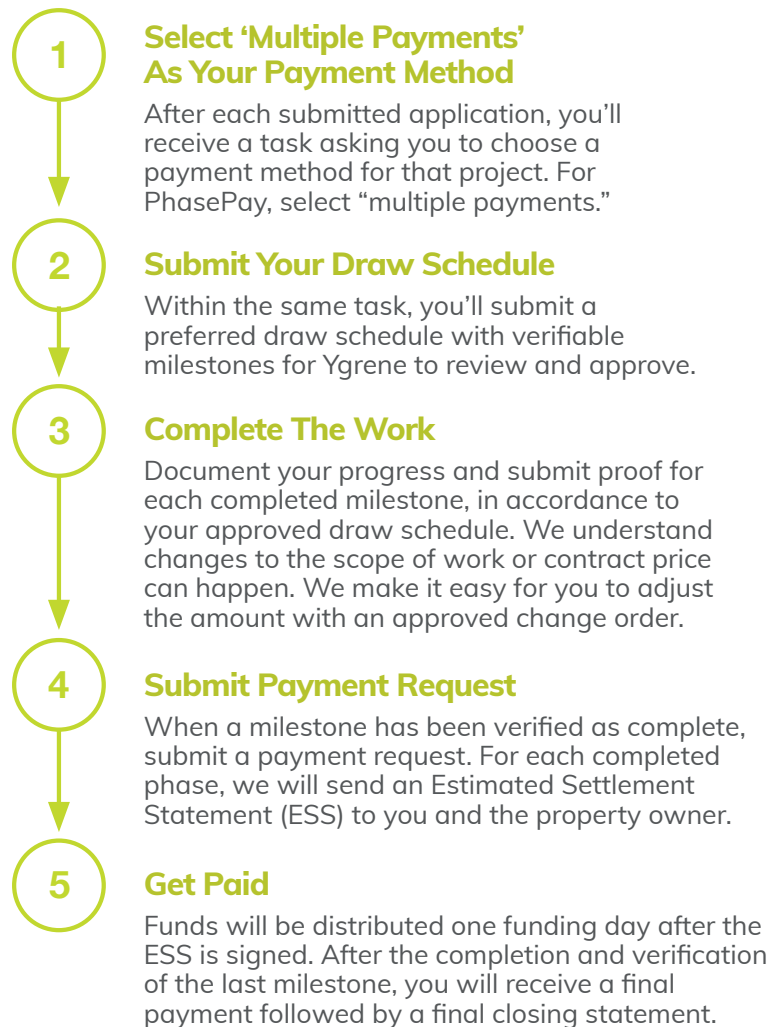 1
Select ‘Multiple Payments’
As Your Payment Method
After each submitted application, you’ll
receive a task asking you to choose a
payment method for that project. For
PhasePay, select “multiple payments.”
2
Submit Your Draw Schedule
Within the same task, you’ll submit a
preferred draw schedule with verifiable
milestones for Ygrene to review and approve.
3
Complete The Work
Document your progress and submit proof for
each completed milestone, in accordance to
your approved draw schedule. We understand
changes to the scope of work or contract price
can happen. We make it easy for you to adjust
the amount with an approved change order.
4
Submit Payment Request
When a milestone has been verified as complete,
submit a payment request. For each completed
phase, we will send an Estimated Settlement
Statement (ESS) to you and the property owner.
5
Get Paid
Funds will be distributed one funding day after the
ESS is signed. After the completion and verification
of the last milestone, you will receive a final
payment followed by a final closing statement.